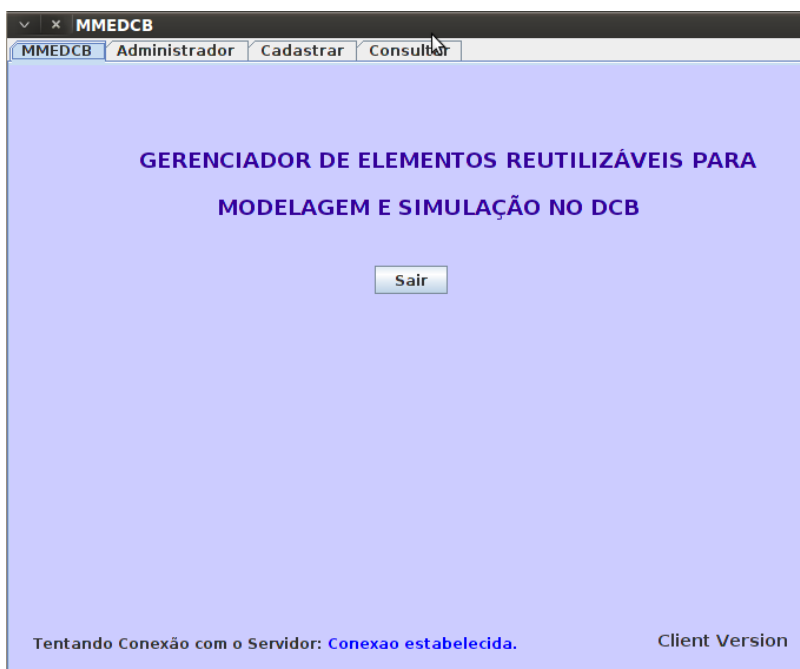 MMEDCB
MMEDCB Administrador Cadastrar Consultar
GERENCIADOR DE ELEMENTOS REUTILIZÁVEIS PARA
MODELAGEM E SIMULAÇÃO NO DCB
Sair
Tentando Conexão com o Servidor: Conexao estabelecida.
Client Version